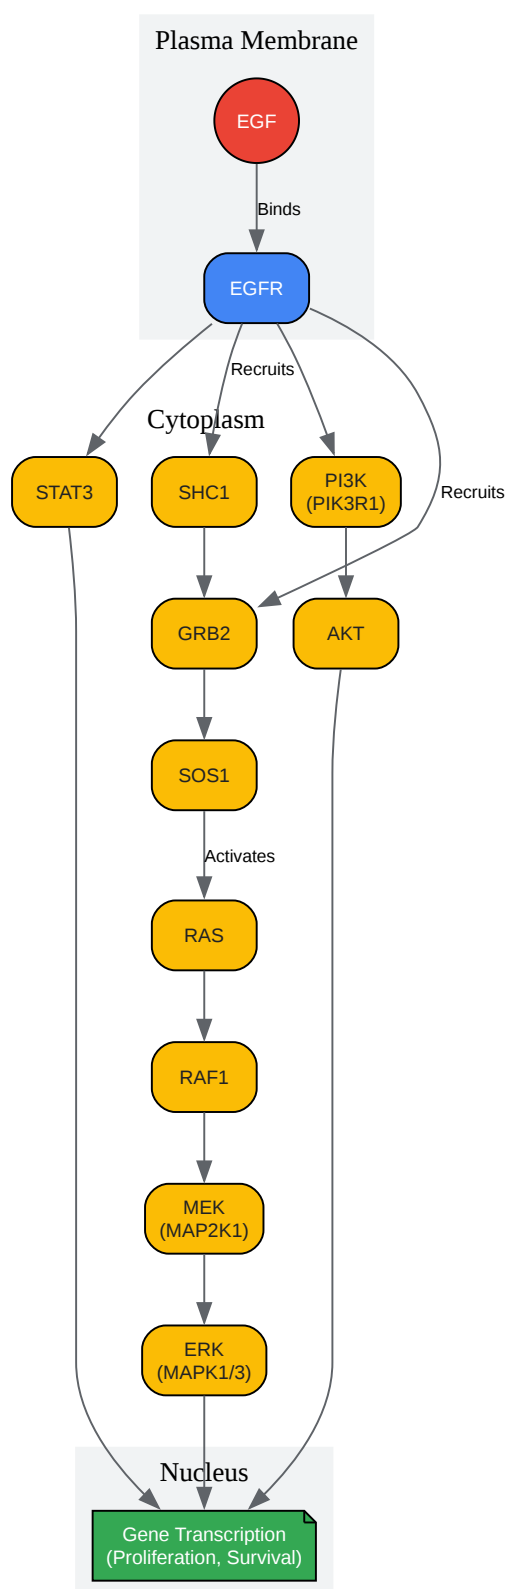 Plasma Membrane
EGF
Binds
EGFR
Recruits
Cytoplasm
STAT3
SHC1
PI3K
(PIK3R1)
Recruits
GRB2
AKT
SOS1
Activates
RAS
RAF1
MEK
(MAP2K1)
ERK
(MAPK1/3)
Nucleus
Gene Transcription
(Proliferation, Survival)